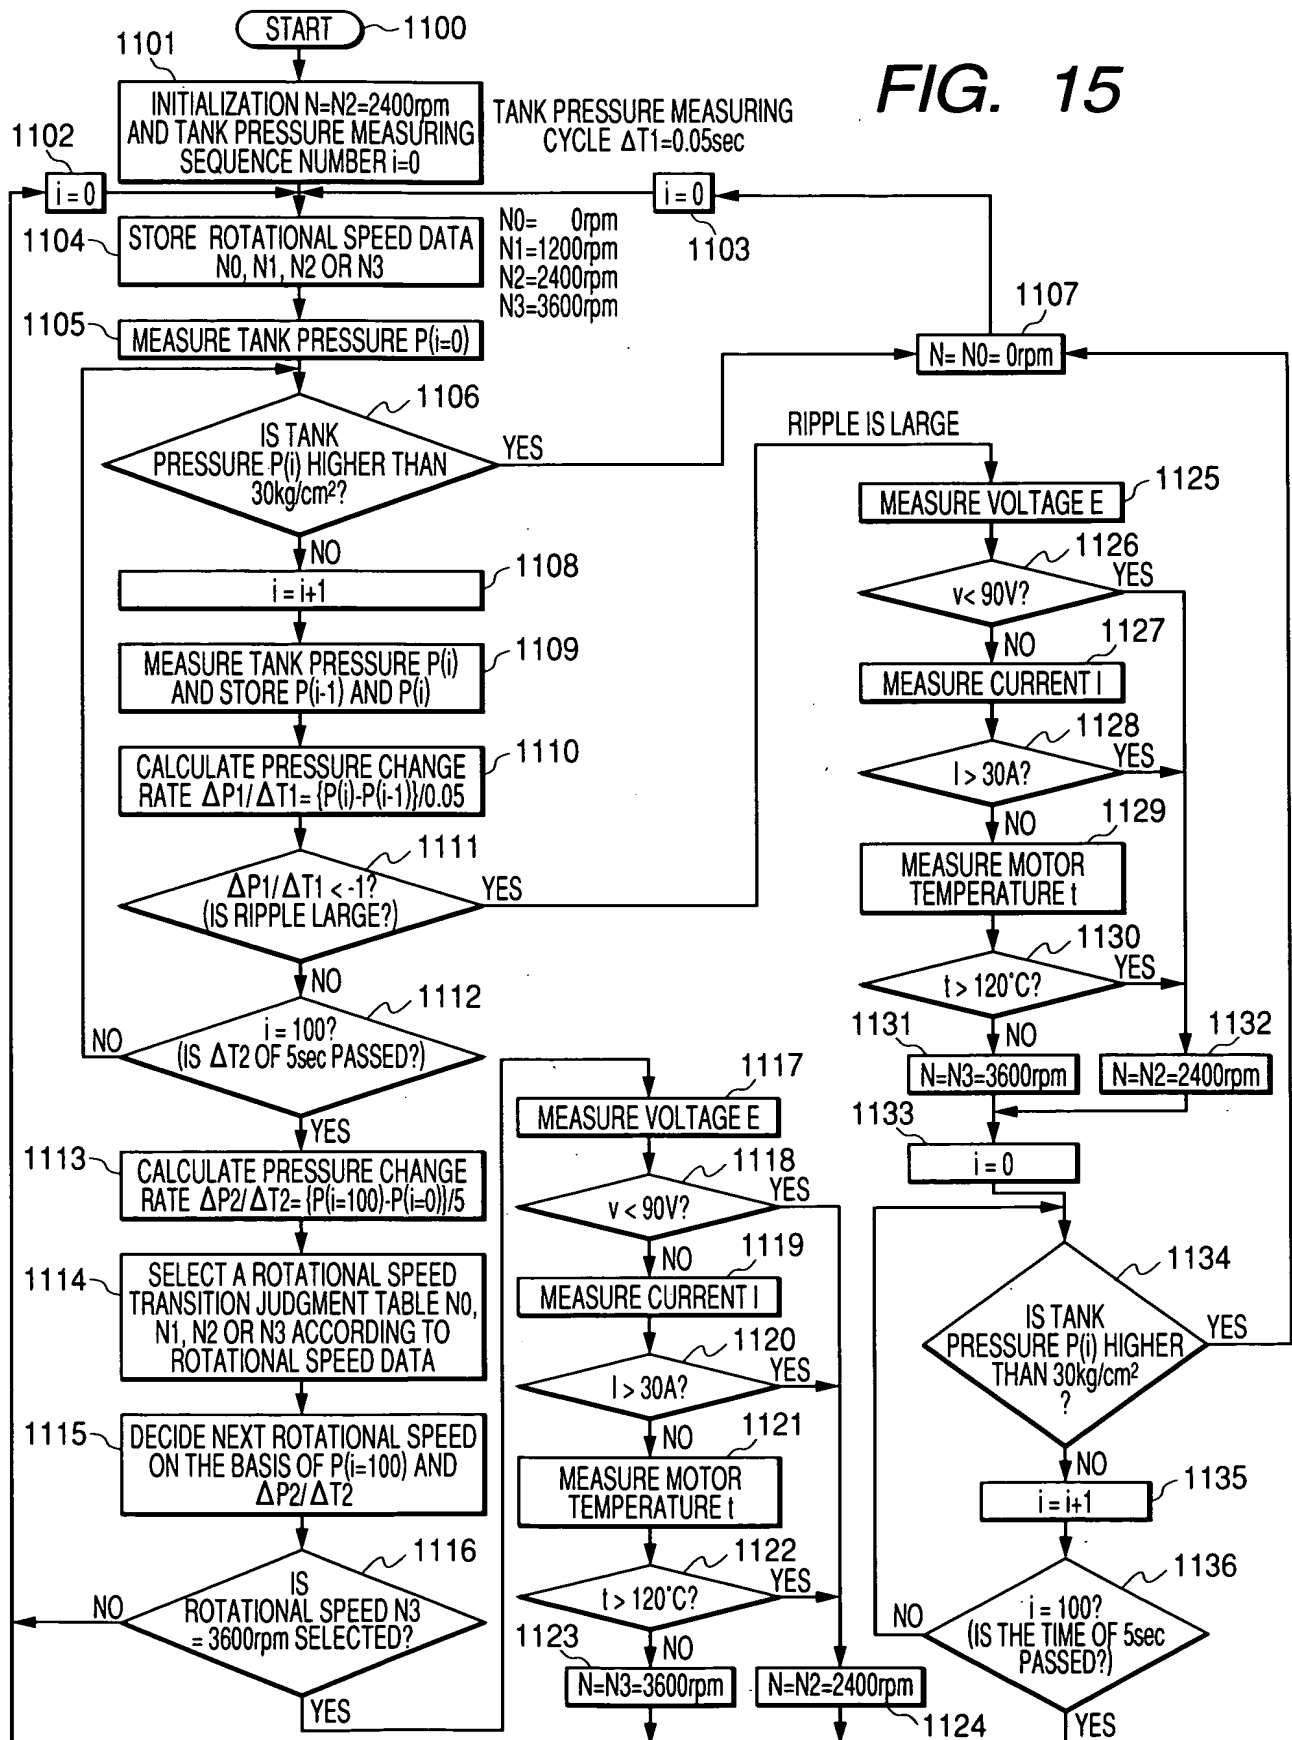 FIG. 15
START
1100
1101
INITIALIZATION N=N2=2400rpm
AND TANK PRESSURE MEASURING
SEQUENCE NUMBER i=0
TANK PRESSURE MEASURING
CYCLE ΔT1=0.05sec
1102
i = 0
i = 0
1103
1104
STORE ROTATIONAL SPEED DATA
N0, N1, N2 OR N3
N0= 0rpm
N1=1200rpm
N2=2400rpm
N3=3600rpm
1105
MEASURE TANK PRESSURE P(i=0)
1107
N= N0= 0rpm
1106
IS TANK
PRESSURE P(i) HIGHER THAN
30kg/cm²?
YES
NO
1108
i = i+1
1109
MEASURE TANK PRESSURE P(i)
AND STORE P(i-1) AND P(i)
1110
CALCULATE PRESSURE CHANGE
RATE ΔP1/ΔT1= {P(i)-P(i-1)}/0.05
1111
ΔP1/ΔT1 < -1?
(IS RIPPLE LARGE?)
YES
NO
1112
i = 100?
(IS ΔT2 OF 5sec PASSED?)
NO
YES
1113
CALCULATE PRESSURE CHANGE
RATE ΔP2/ΔT2= {P(i=100)-P(i=0)}/5
1114
SELECT A ROTATIONAL SPEED
TRANSITION JUDGMENT TABLE N0,
N1, N2 OR N3 ACCORDING TO
ROTATIONAL SPEED DATA
1115
DECIDE NEXT ROTATIONAL SPEED
ON THE BASIS OF P(i=100) AND
ΔP2/ΔT2
1116
IS
ROTATIONAL SPEED N3
= 3600rpm SELECTED?
NO
YES
1117
MEASURE VOLTAGE E
1118
v < 90V?
YES
NO
1119
MEASURE CURRENT I
1120
I > 30A?
YES
NO
1121
MEASURE MOTOR
TEMPERATURE t
1122
t > 120°C?
YES
NO
1123
N=N3=3600rpm
N=N2=2400rpm
1124
RIPPLE IS LARGE
1125
MEASURE VOLTAGE E
1126
v< 90V?
YES
NO
1127
MEASURE CURRENT I
1128
I > 30A?
YES
NO
1129
MEASURE MOTOR
TEMPERATURE t
1130
t > 120°C?
YES
NO
1131
N=N3=3600rpm
1132
N=N2=2400rpm
1133
i = 0
1134
IS TANK
PRESSURE P(i) HIGHER
THAN 30kg/cm²
?
YES
NO
1135
i = i+1
1136
i = 100?
(IS THE TIME OF 5sec
PASSED?)
NO
YES